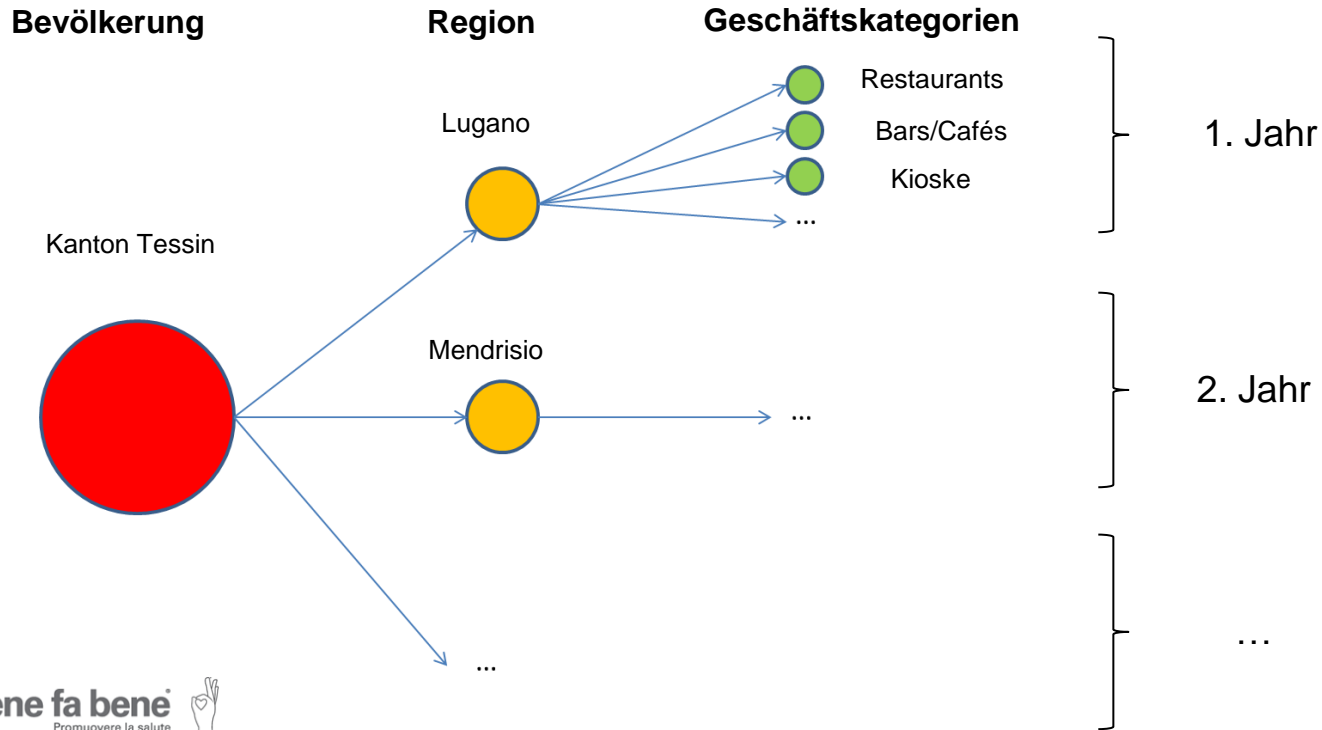 Bevölkerung Region Geschäftskategorien
Restaurants
Lugano
Bars/Cafés
1. Jahr
Kioske
...
Kanton Tessin
Mendrisio
2. Jahr
...
...
...
fa bene
Promuovere la salute